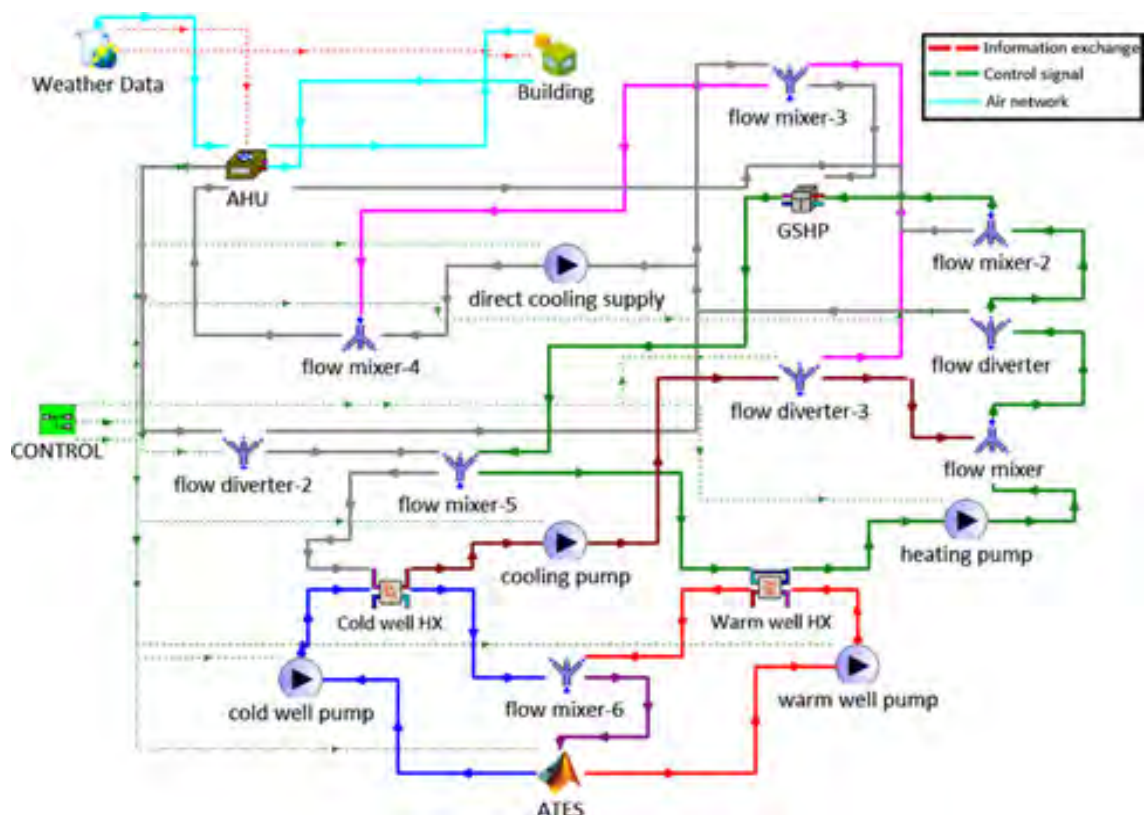 Weather Data
Building
flow mixer-3
Information exchange
Control signal
Air network
AHU
GSHP
flow mixer-2
direct cooling supply
flow mixer-4
flow diverter
flow diverter-3
CONTROL
flow diverter-2
flow mixer-5
flow mixer
cooling pump
heating pump
Cold well HX
Warm well HX
cold well pump
flow mixer-6
warm well pump
ATES